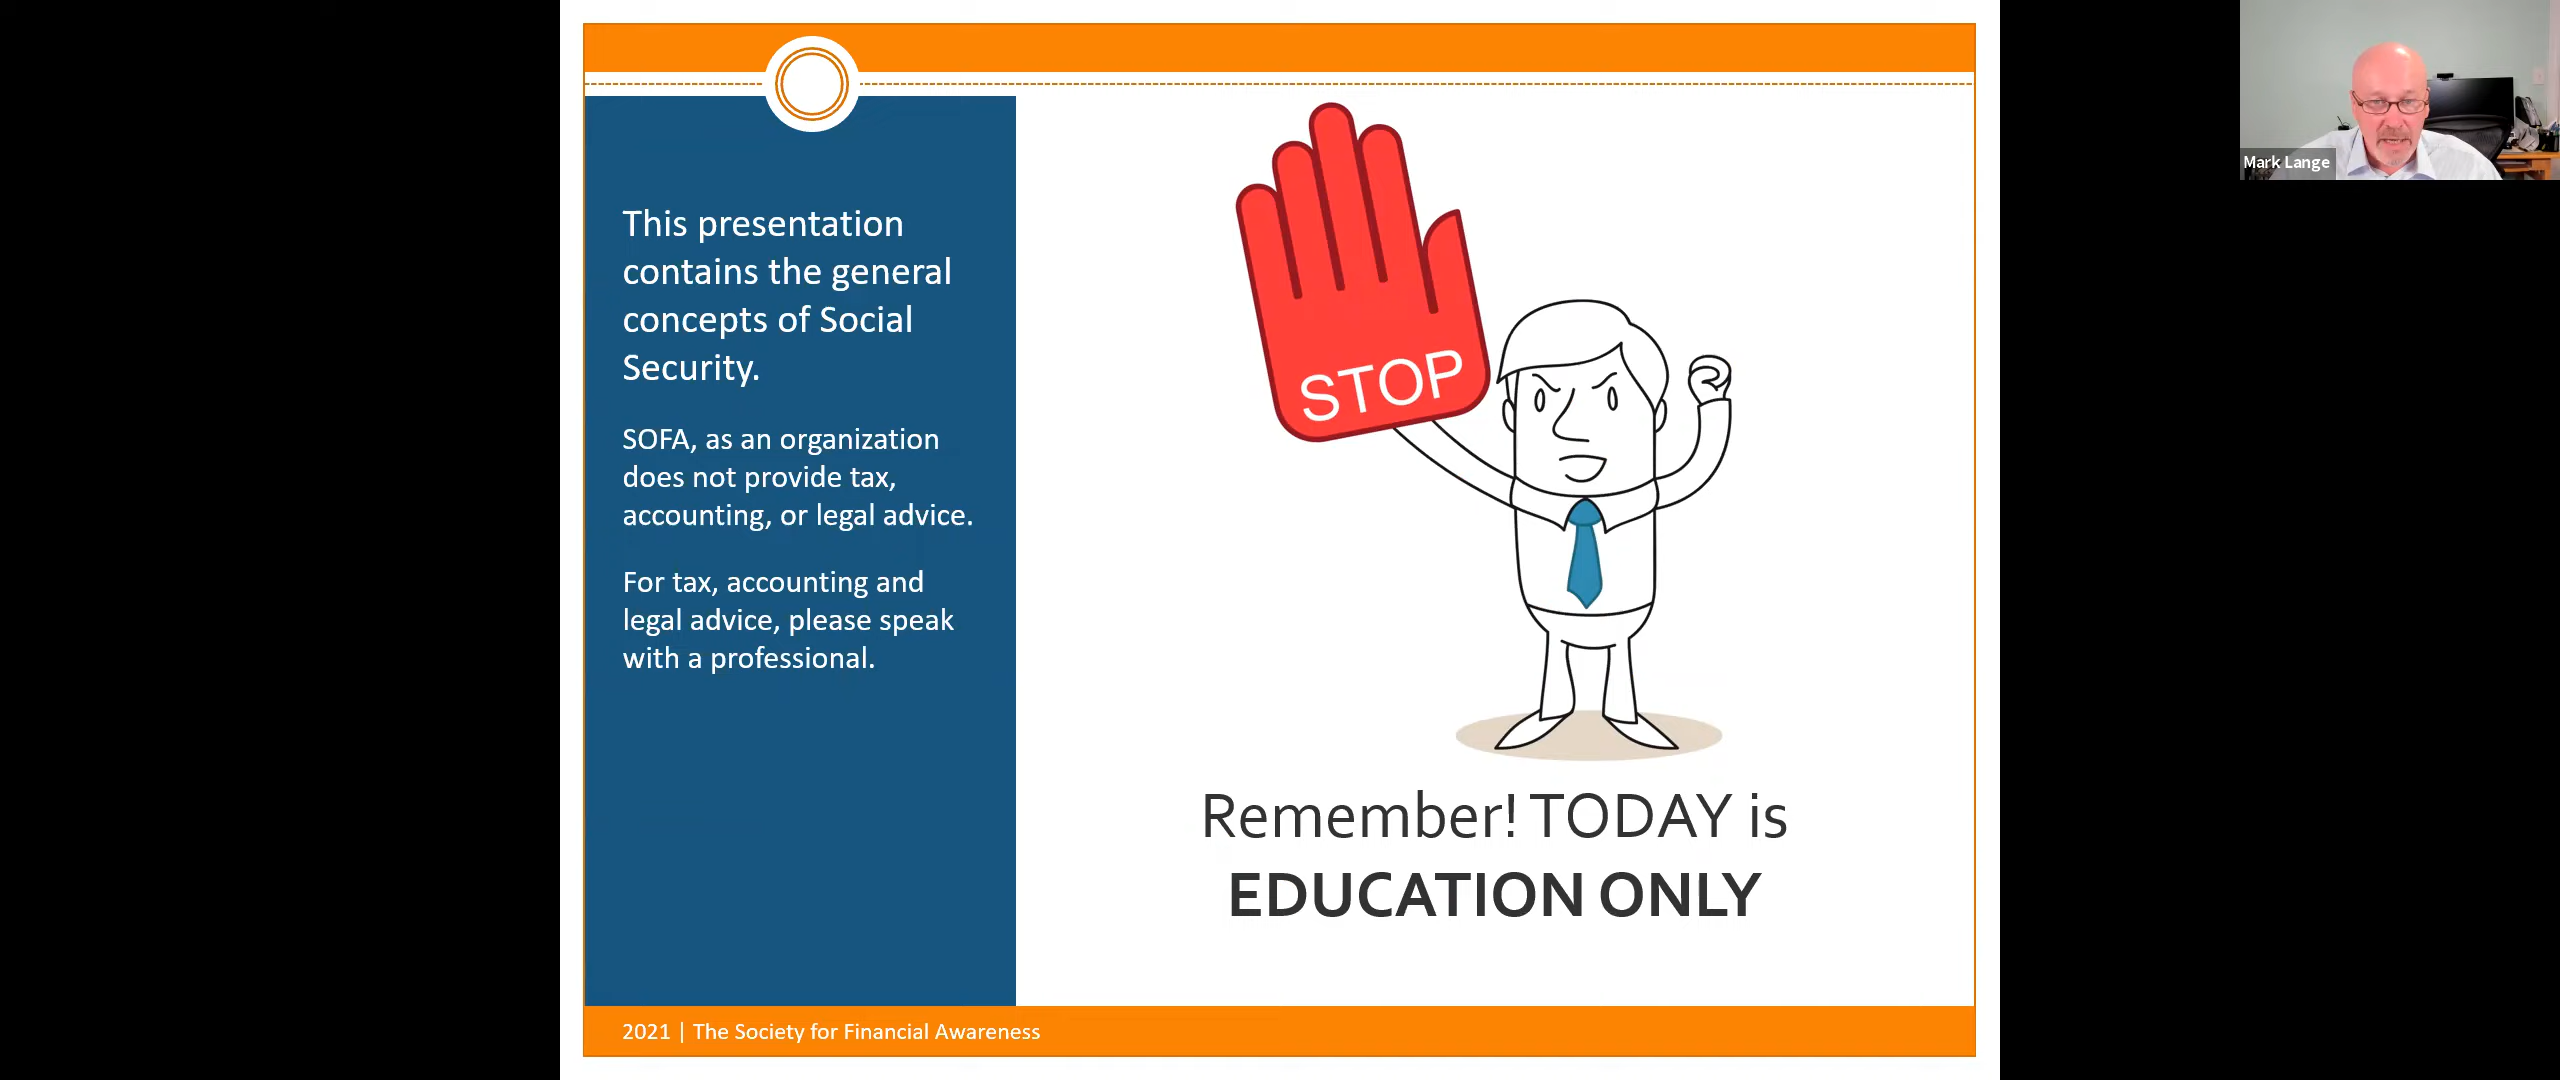 This presentation
contains the general
concepts of Social
Security.
SOFA, as an organization
does not provide tax,
accounting, or legal advice.
For tax, accounting and
legal advice, please speak
with a professional.
STOP
Remember! TODAY is
EDUCATION ONLY
2021 | The Society for Financial Awareness
Mark Lange